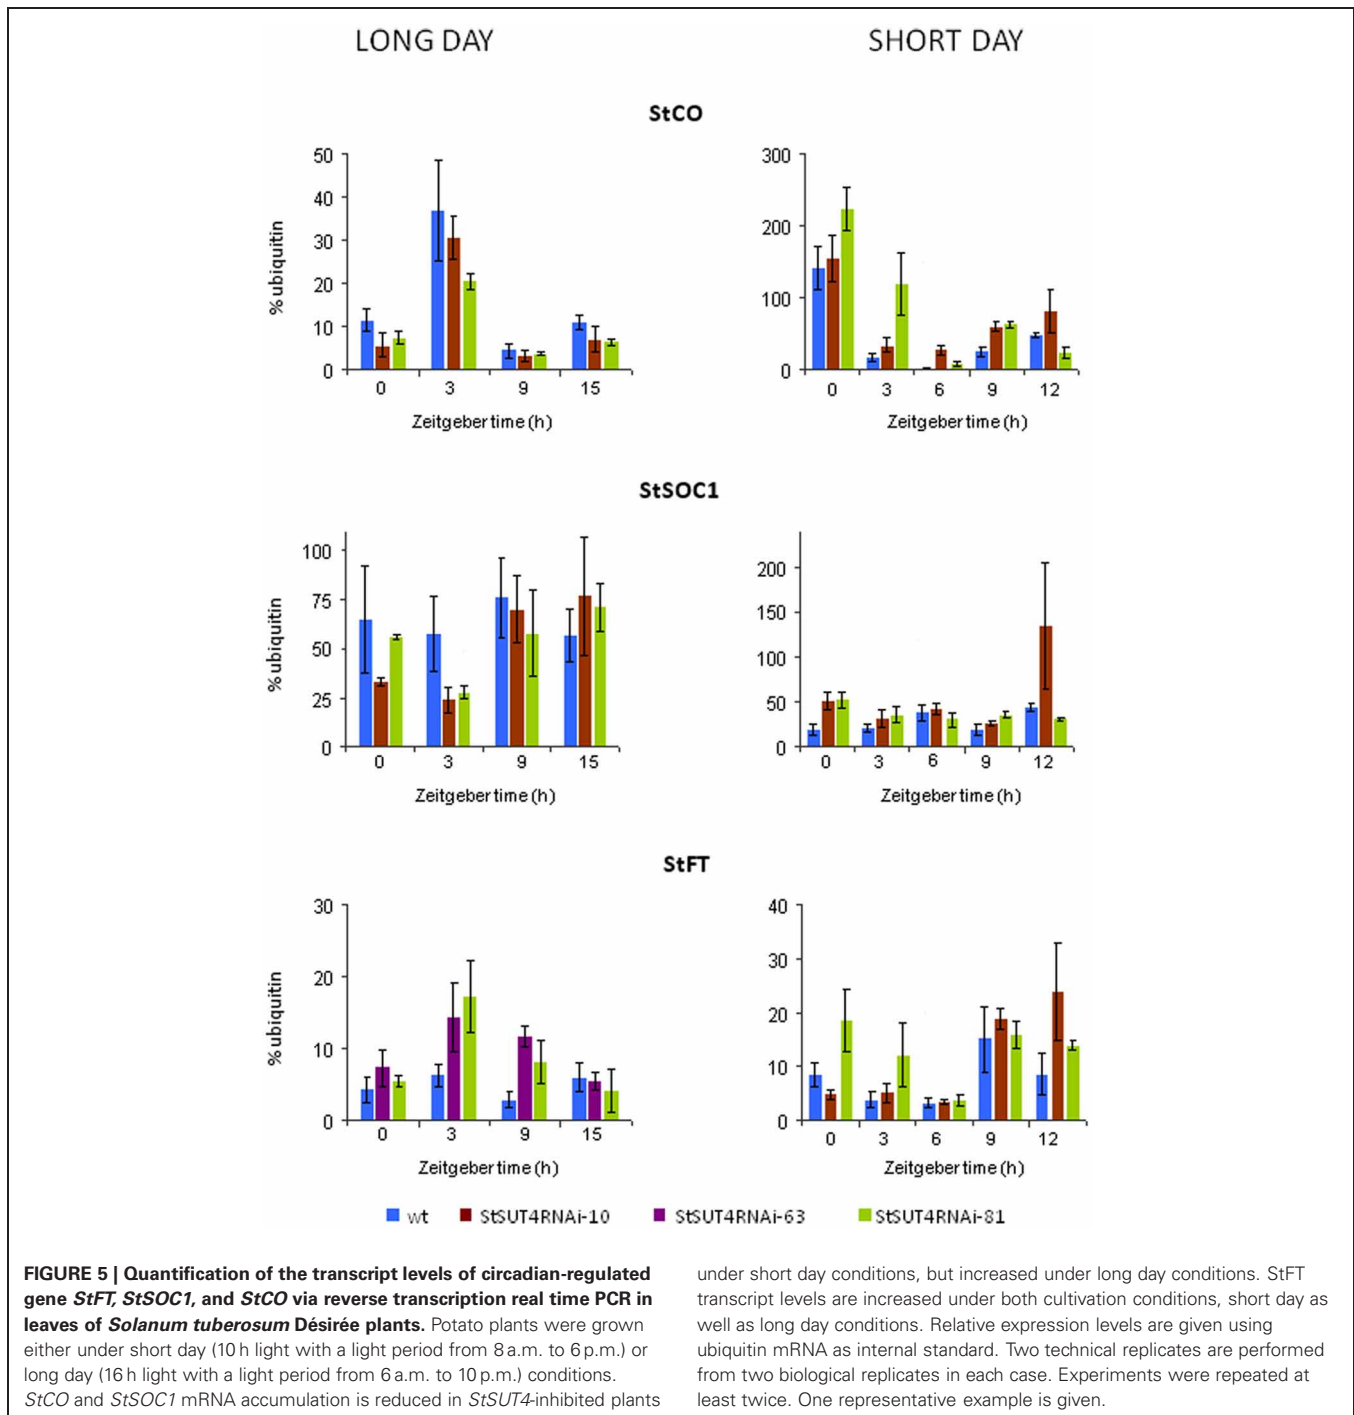 LONG DAY
SHORT DAY
StCO
50
40
30
20
10
0
% ubiquitin
0 3 9 15
Zeitgeber time (h)
300
200
100
0
0 3 6 9 12
Zeitgeber time (h)
StSOC1
100
75
50
25
0
% ubiquitin
0 3 9 15
Zeitgeber time (h)
200
150
100
50
0
0 3 6 9 12
Zeitgeber time (h)
StFT
30
20
10
0
% ubiquitin
0 3 9 15
Zeitgeber time (h)
40
30
20
10
0
0 3 6 9 12
Zeitgeber time (h)
wt StSUT4RNAi-10 StSUT4RNAi-63 StSUT4RNAi-81
FIGURE 5 | Quantification of the transcript levels of circadian-regulated
gene StFT, StSOC1, and StCO via reverse transcription real time PCR in
leaves of Solanum tuberosum Désirée plants. Potato plants were grown
either under short day (10 h light with a light period from 8 a.m. to 6 p.m.) or
long day (16 h light with a light period from 6 a.m. to 10 p.m.) conditions.
StCO and StSOC1 mRNA accumulation is reduced in StSUT4-inhibited plants
under short day conditions, but increased under long day conditions. StFT
transcript levels are increased under both cultivation conditions, short day as
well as long day conditions. Relative expression levels are given using
ubiquitin mRNA as internal standard. Two technical replicates are performed
from two biological replicates in each case. Experiments were repeated at
least twice. One representative example is given.